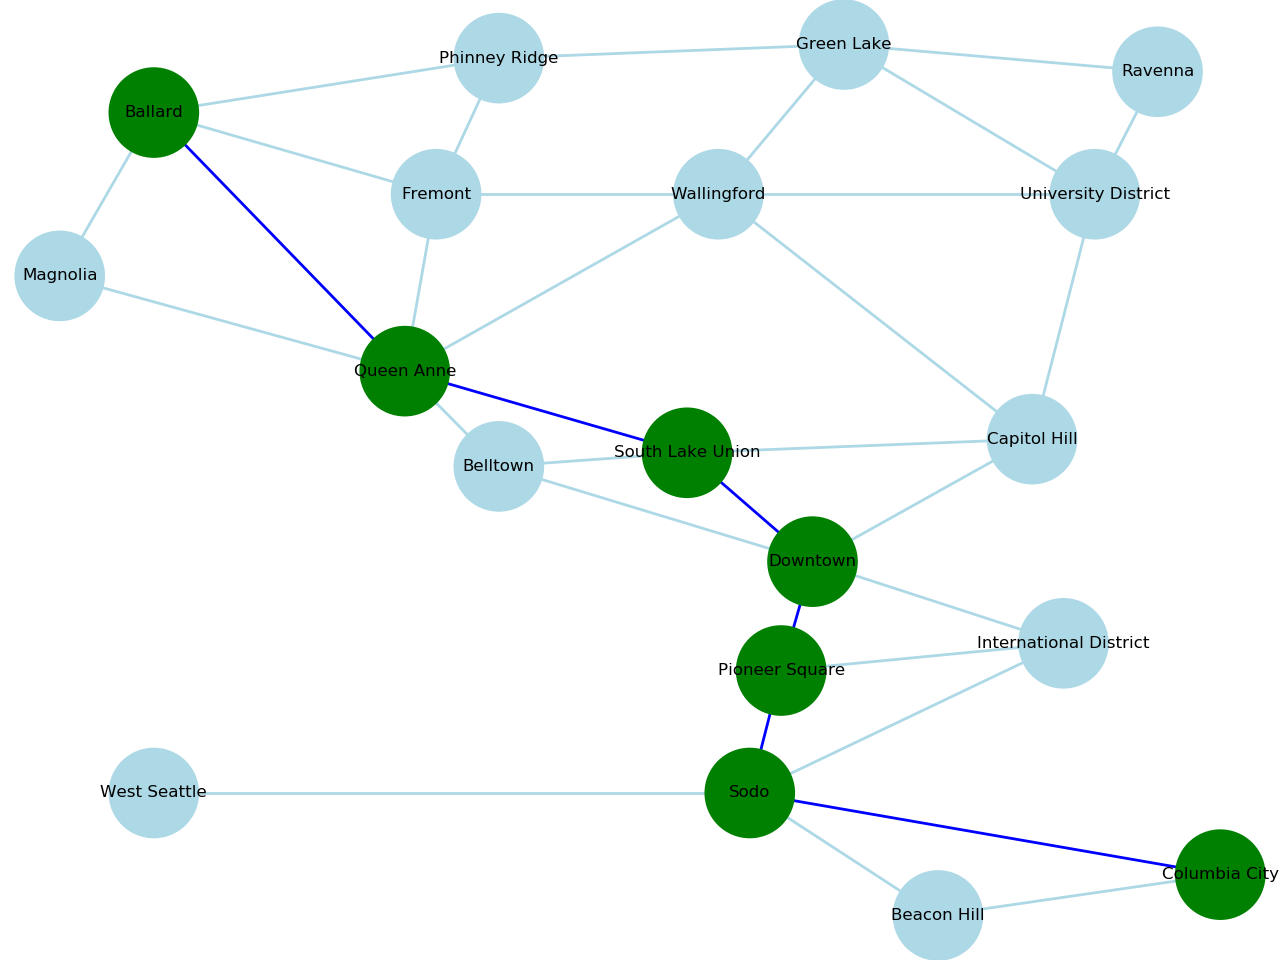 Green Lake
Phinney Ridge
Ravenna
Ballard
Fremont
Wallingford
University District
Magnolia
Queen Anne
Capitol Hill
South Lake Union
Belltown
Downtown
International District
Pioneer Square
West Seattle
Sodo
Columbia City
Beacon Hill